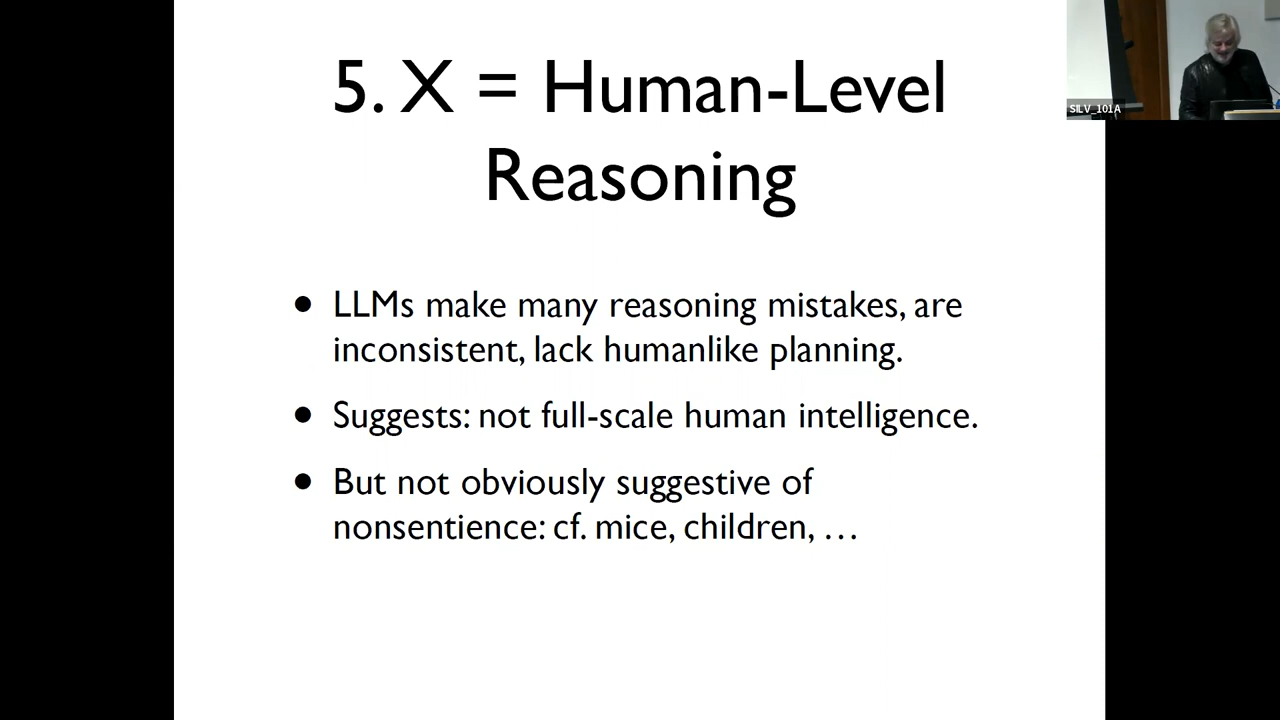 5. X = Human-Level
Reasoning
SILV_101A
• LLMs make many reasoning mistakes, are
inconsistent, lack humanlike planning.
• Suggests: not full-scale human intelligence.
• But not obviously suggestive of
nonsentience: cf. mice, children, …